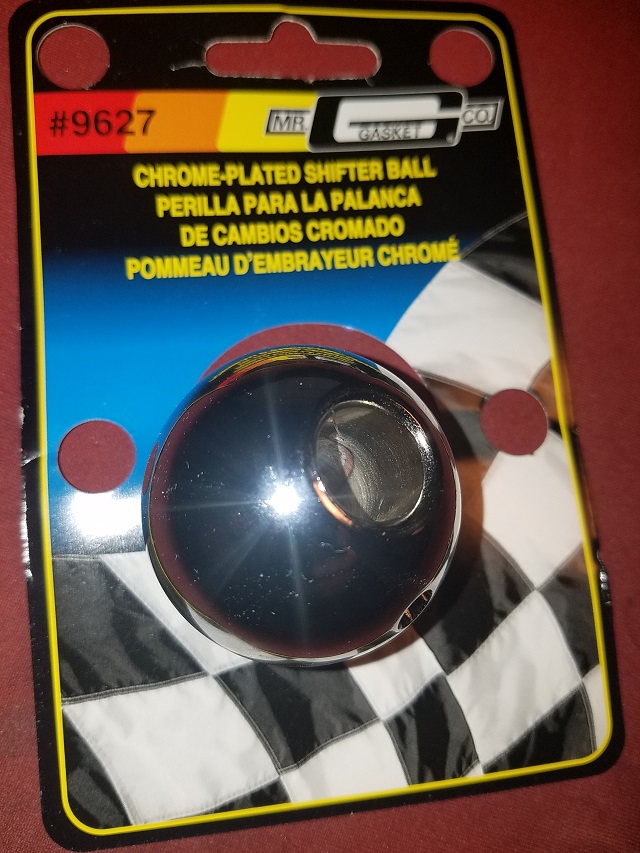 #9627
MR. GASKET CO.
CHROME-PLATED SHIFTER BALL
PERILLA PARA LA PALANCA
DE CAMBIOS CROMADO
POMMEAU D'EMBRAYEUR CHROMÉ